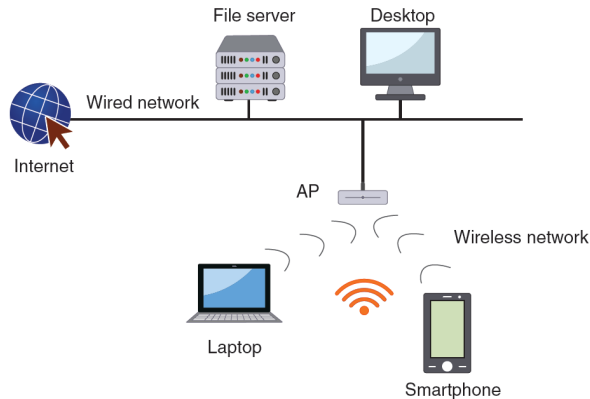 File server
Desktop
Wired network
Internet
AP
Wireless network
Laptop
Smartphone